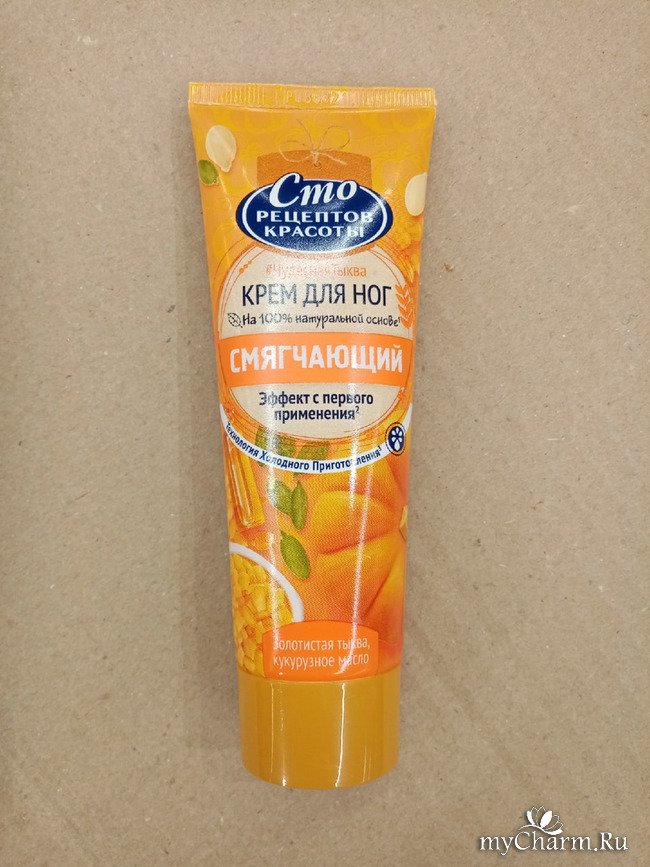 Сто
РЕЦЕПТОВ
КРАСОТЫ
#ЧудеснаяТыква
КРЕМ ДЛЯ НОГ
На 100% натуральной основе¹
СМЯГЧАЮЩИЙ
Эффект с первого
применения²
Технология Холодного Приготовления³
Золотистая тыква,
кукурузное масло
myCharm.Ru